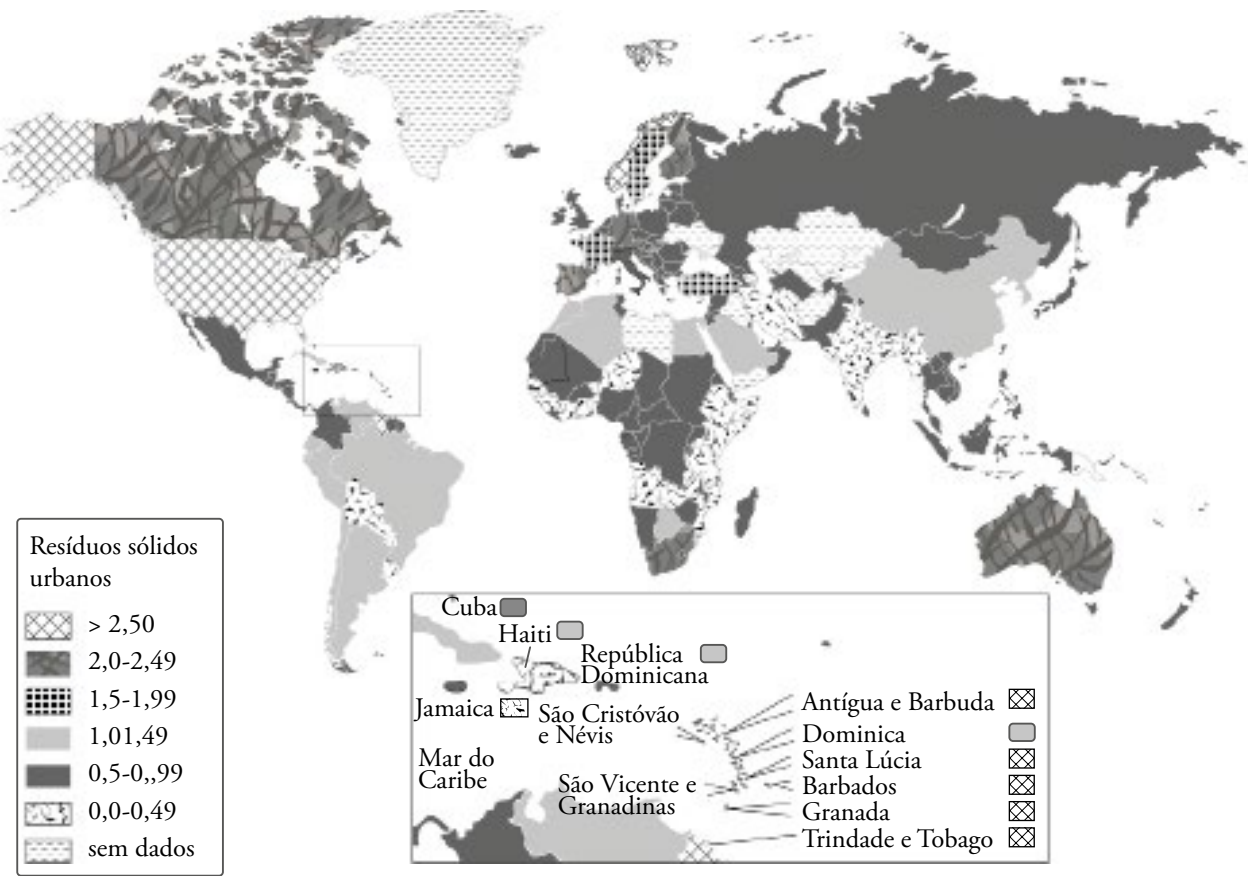 Resíduos sólidos
urbanos
> 2,50
2,0-2,49
1,5-1,99
1,01,49
0,5-0,,99
0,0-0,49
sem dados
Cuba
Haiti
República
Dominicana
Jamaica
São Cristóvão
e Névis
Mar do
Caribe
São Vicente e
Granadinas
Antígua e Barbuda
Dominica
Santa Lúcia
Barbados
Granada
Trindade e Tobago